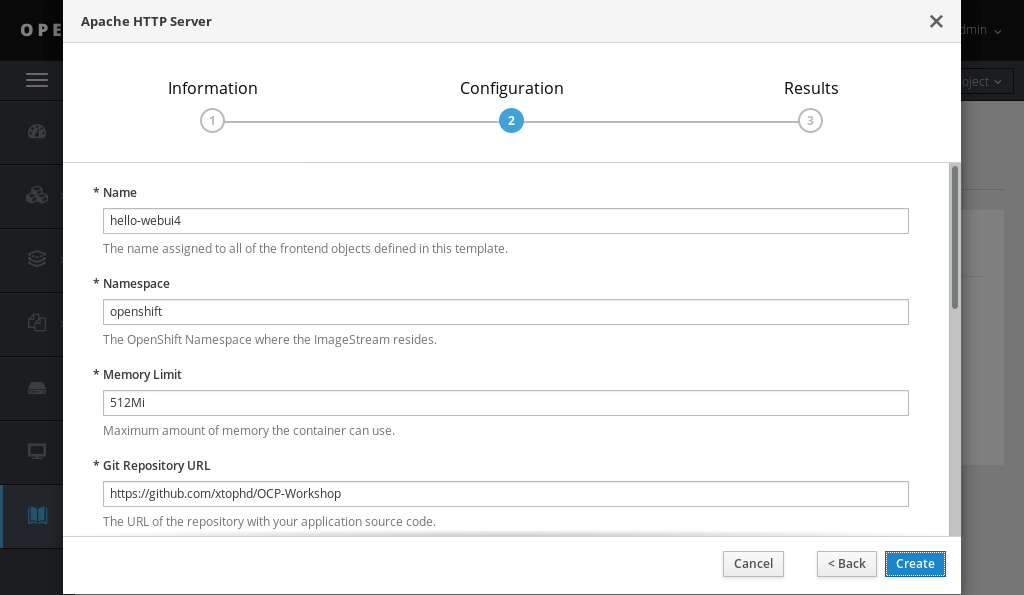 OPE
Apache HTTP Server
dmin
oject
Information
Configuration
Results
1
2
3
* Name
hello-webui4
The name assigned to all of the frontend objects defined in this template.
* Namespace
openshift
The OpenShift Namespace where the ImageStream resides.
* Memory Limit
512Mi
Maximum amount of memory the container can use.
* Git Repository URL
https://github.com/xtophd/OCP-Workshop
The URL of the repository with your application source code.
Cancel
< Back
Create